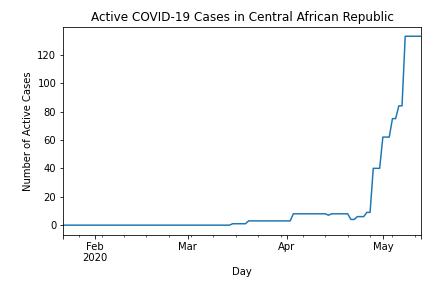 Active COVID-19 Cases in Central African Republic
Number of Active Cases
120
100
80
60
40
20
0
Feb
2020
Mar
Apr
May
Day